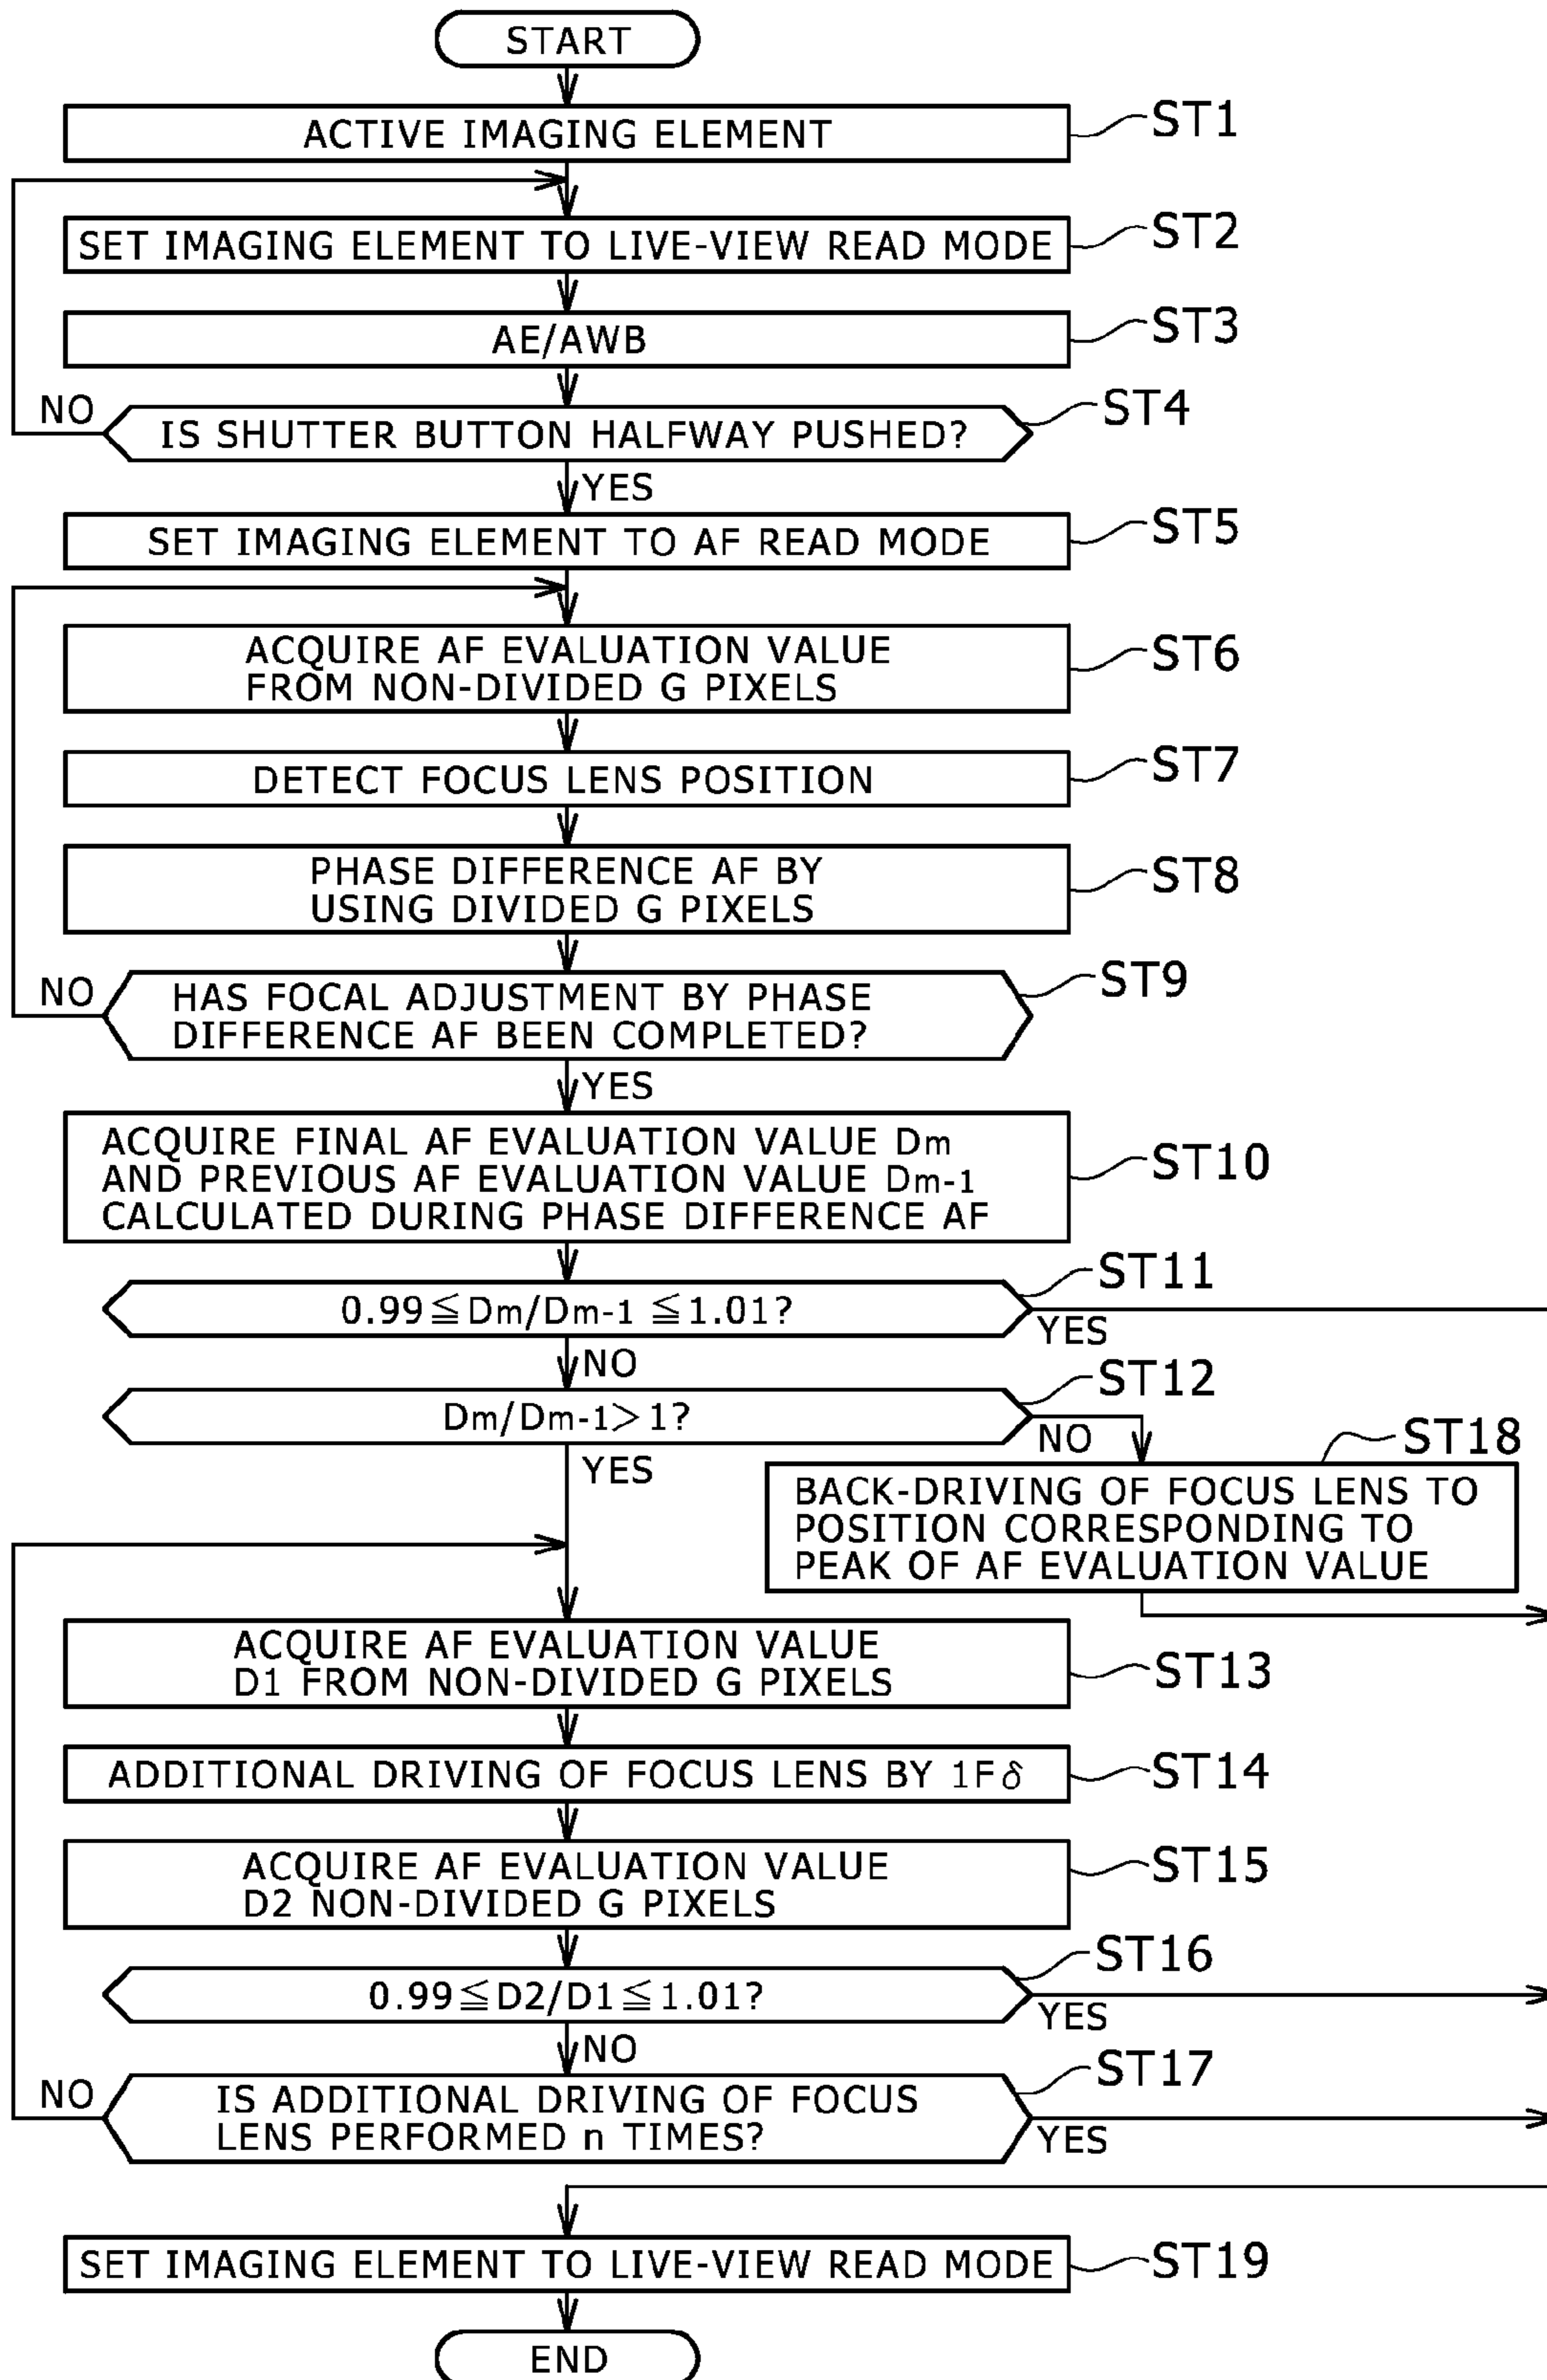 START
ACTIVE IMAGING ELEMENT
ST1
SET IMAGING ELEMENT TO LIVE-VIEW READ MODE
ST2
AE/AWB
ST3
NO
IS SHUTTER BUTTON HALFWAY PUSHED?
ST4
YES
SET IMAGING ELEMENT TO AF READ MODE
ST5
ACQUIRE AF EVALUATION VALUE
FROM NON-DIVIDED G PIXELS
ST6
DETECT FOCUS LENS POSITION
ST7
PHASE DIFFERENCE AF BY
USING DIVIDED G PIXELS
ST8
NO
HAS FOCAL ADJUSTMENT BY PHASE
DIFFERENCE AF BEEN COMPLETED?
ST9
YES
ACQUIRE FINAL AF EVALUATION VALUE Dm
AND PREVIOUS AF EVALUATION VALUE Dm-1
CALCULATED DURING PHASE DIFFERENCE AF
ST10
0.99≦Dm/Dm-1 ≦1.01?
ST11
YES
NO
Dm/Dm-1>1?
ST12
NO
YES
ST18
BACK-DRIVING OF FOCUS LENS TO
POSITION CORRESPONDING TO
PEAK OF AF EVALUATION VALUE
ACQUIRE AF EVALUATION VALUE
D1 FROM NON-DIVIDED G PIXELS
ST13
ADDITIONAL DRIVING OF FOCUS LENS BY 1Fδ
ST14
ACQUIRE AF EVALUATION VALUE
D2 NON-DIVIDED G PIXELS
ST15
0.99≦D2/D1≦1.01?
ST16
YES
NO
NO
IS ADDITIONAL DRIVING OF FOCUS
LENS PERFORMED n TIMES?
ST17
YES
SET IMAGING ELEMENT TO LIVE-VIEW READ MODE
ST19
END